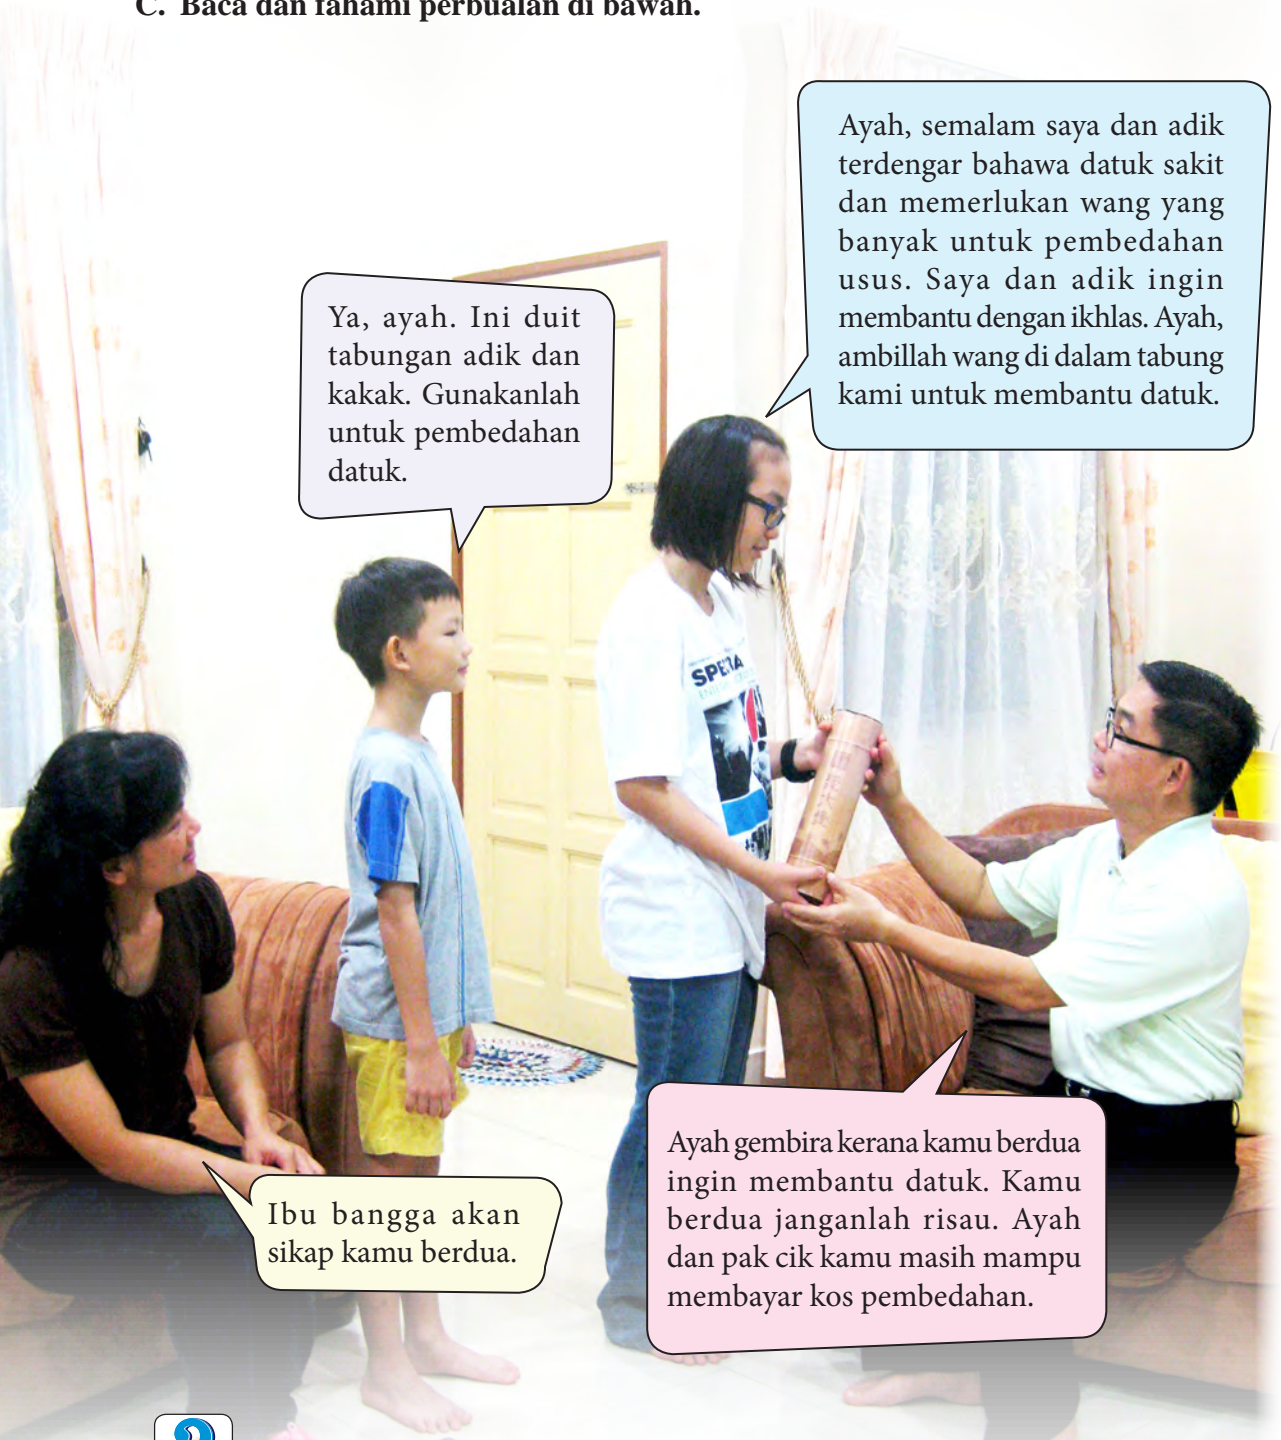 C. Baca dan fahami perbualan di bawah.
Ayah, semalam saya dan adik
terdengar bahawa datuk sakit
dan memerlukan wang yang
banyak untuk pembedahan
usus. Saya dan adik ingin
membantu dengan ikhlas. Ayah,
ambillah wang di dalam tabung
kami untuk membantu datuk.
Ya, ayah. Ini duit
tabungan adik dan
kakak. Gunakanlah
untuk pembedahan
datuk.
Ayah gembira kerana kamu berdua
ingin membantu datuk. Kamu
berdua janganlah risau. Ayah
dan pak cik kamu masih mampu
membayar kos pembedahan.
Ibu bangga akan
sikap kamu berdua.